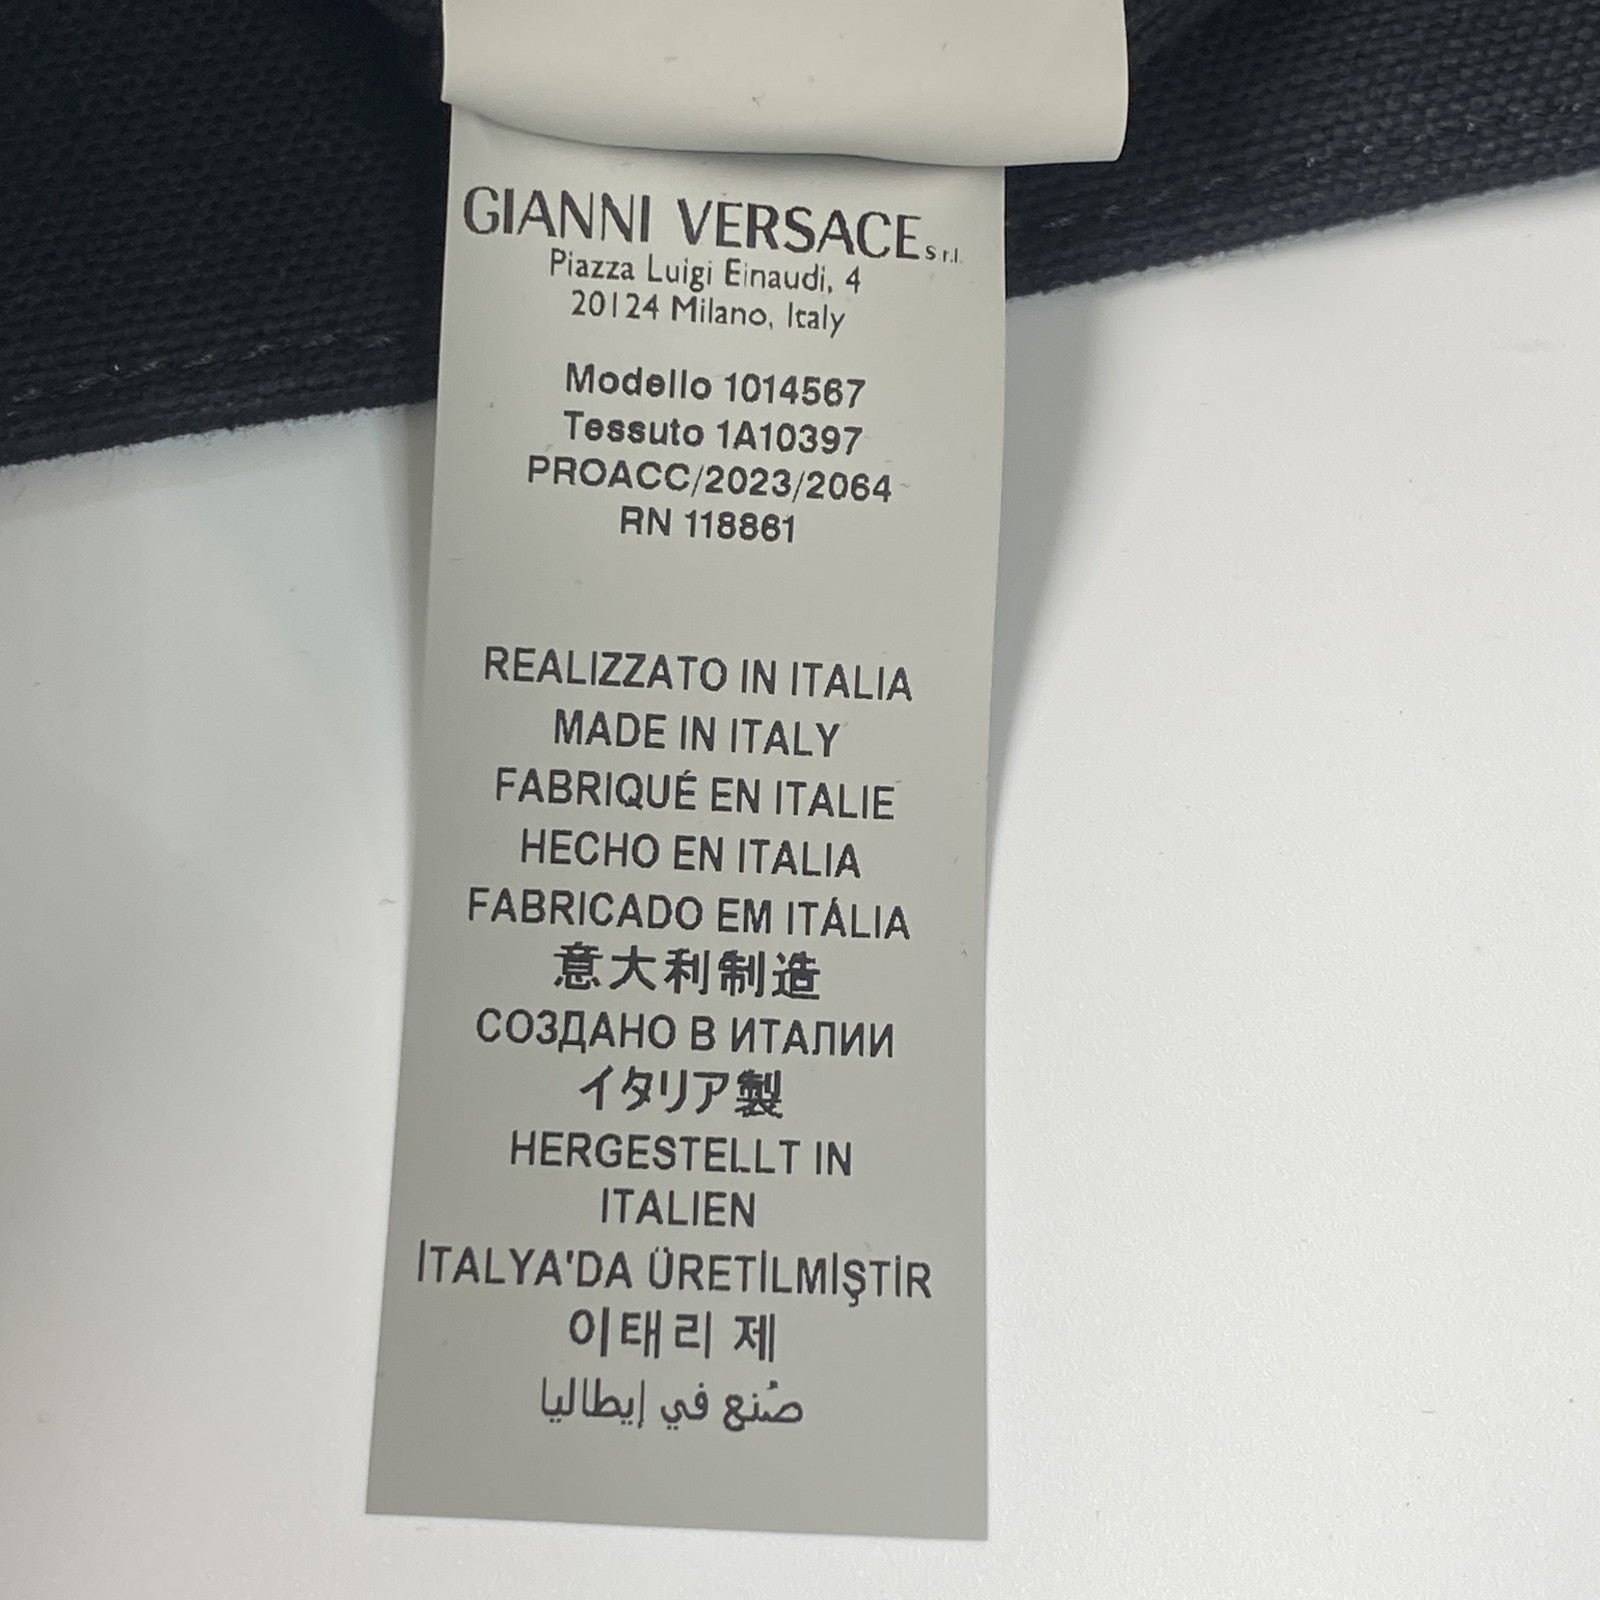 GIANNI VERSACE s r.l.
Piazza Luigi Einaudi, 4
20124 Milano, Italy
Modello 1014567
Tessuto 1A10397
PROACC/2023/2064
RN 118861
REALIZZATO IN ITALIA
MADE IN ITALY
FABRIQUÉ EN ITALIE
HECHO EN ITALIA
FABRICADO EM ITÁLIA
意大利制造
СОЗДАНО В ИТАЛИИ
イタリア製
HERGESTELLT IN
ITALIEN
İTALYA'DA ÜRETİLMİŞTİR
이태리 제
صُنع في إيطاليا